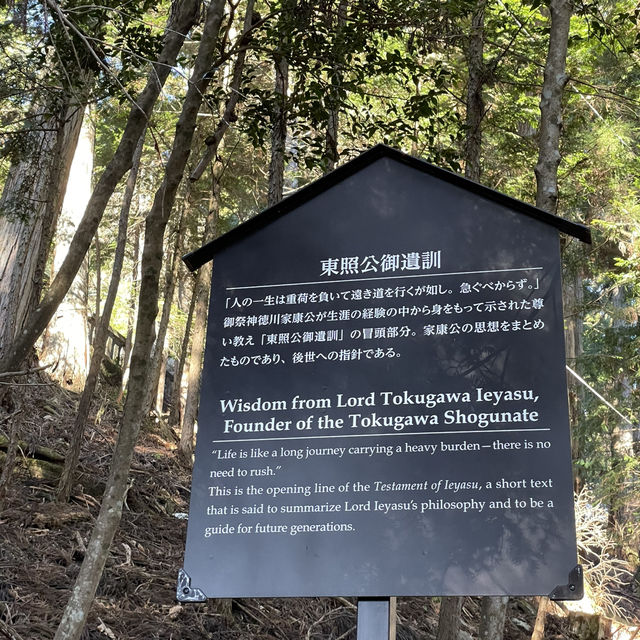 東照公御遺訓
「人の一生は重荷を負いて遠き道を行くが如し。急ぐべからず。」
御祭神徳川家康公が生涯の経験の中から身をもって示された尊
い教え「東照公御遺訓」の冒頭部分。家康公の思想をまとめ
たものであり、後世への指針である。
Wisdom from Lord Tokugawa Ieyasu,
Founder of the Tokugawa Shogunate
“Life is like a long journey carrying a heavy burden—there is no
need to rush.”
This is the opening line of the Testament of Ieyasu, a short text
that is said to summarize Lord Ieyasu’s philosophy and to be a
guide for future generations.